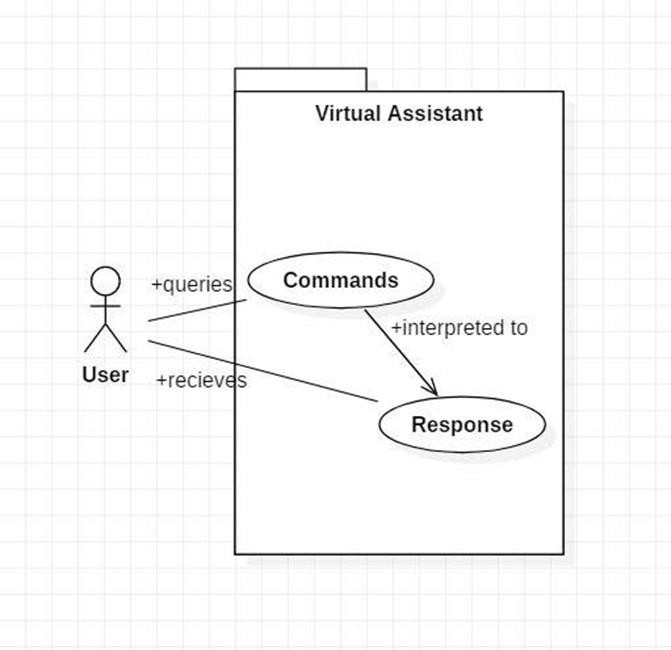 Virtual Assistant
+queries
Commands
+interpreted to
User
+recieves
Response